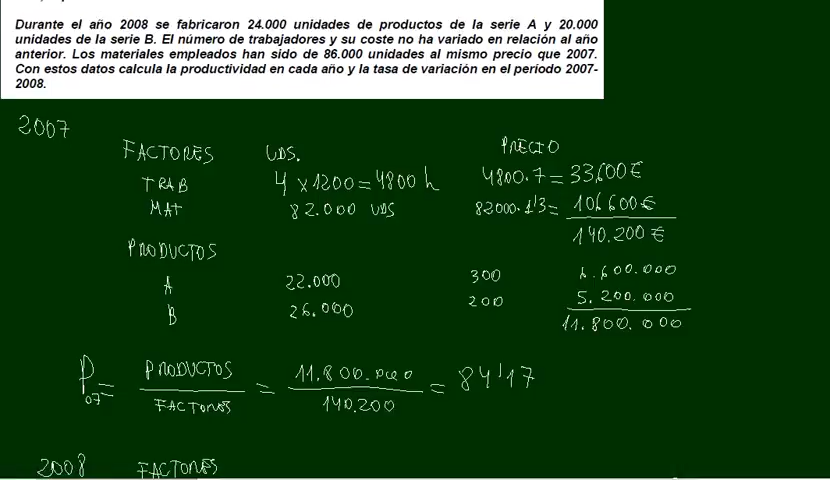 Durante el año 2008 se fabricaron 24.000 unidades de productos de la serie A y 20.000
unidades de la serie B. El número de trabajadores y su coste no ha variado en relación al año
anterior. Los materiales empleados han sido de 86.000 unidades al mismo precio que 2007.
Con estos datos calcula la productividad en cada año y la tasa de variación en el período 2007-
2008.
2007
FACTORES UDS. PRECIO
TRAB 4 x 1200 = 4800 h 4800.7 = 33,600 €
MAT 82.000 UDS 82000.1'3 = 106600 €
140.200 €
PRODUCTOS
A 22.000 300 6.600.000
B 26.000 200 5.200.000
11.800.000
P07 = PRODUCTOS / FACTORES = 11.800.000 / 140.200 = 84'17
2008 FACTORES